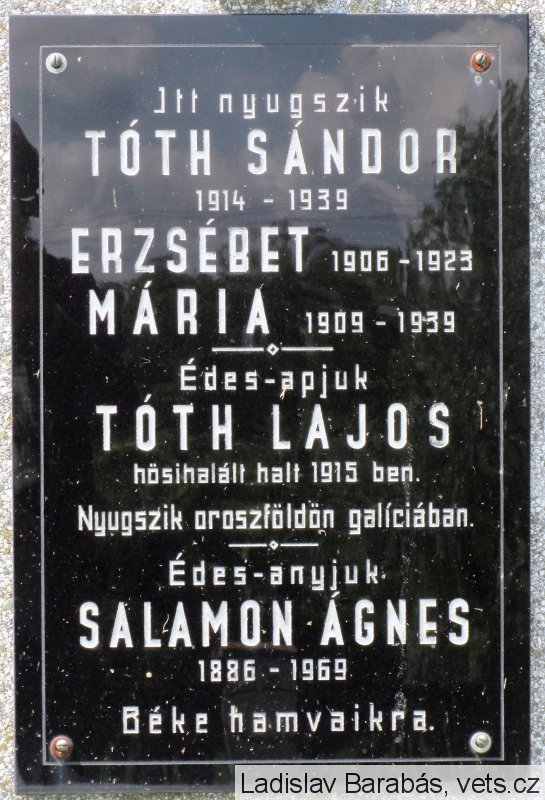 Itt nyugszik
TÓTH SÁNDOR
1914 - 1939
ERZSÉBET 1906 - 1923
MÁRIA 1909 - 1939
Édes-apjuk
TÓTH LAJOS
hösihalált halt 1915 ben.
Nyugszik oroszföldön galíciában.
Édes-anyjuk
SALAMON ÁGNES
1886 - 1969
Béke hamvaikra.
Ladislav Barabás, vets.cz